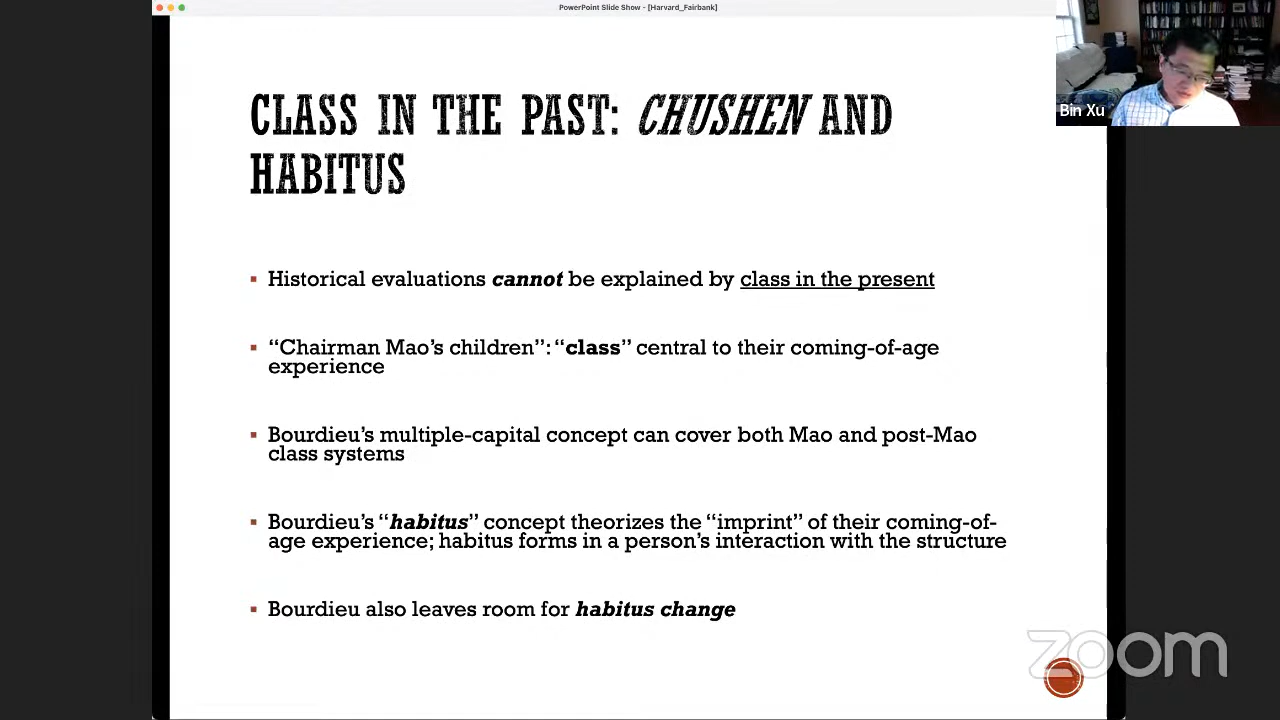 PowerPoint Slide Show - [Harvard_Fairbank]
Bin Xu
CLASS IN THE PAST: CHUSHEN AND
HABITUS
▪ Historical evaluations cannot be explained by class in the present
▪ “Chairman Mao’s children”: “class” central to their coming-of-age
experience
▪ Bourdieu’s multiple-capital concept can cover both Mao and post-Mao
class systems
▪ Bourdieu’s “habitus” concept theorizes the “imprint” of their coming-of-
age experience; habitus forms in a person’s interaction with the structure
▪ Bourdieu also leaves room for habitus change
zoom